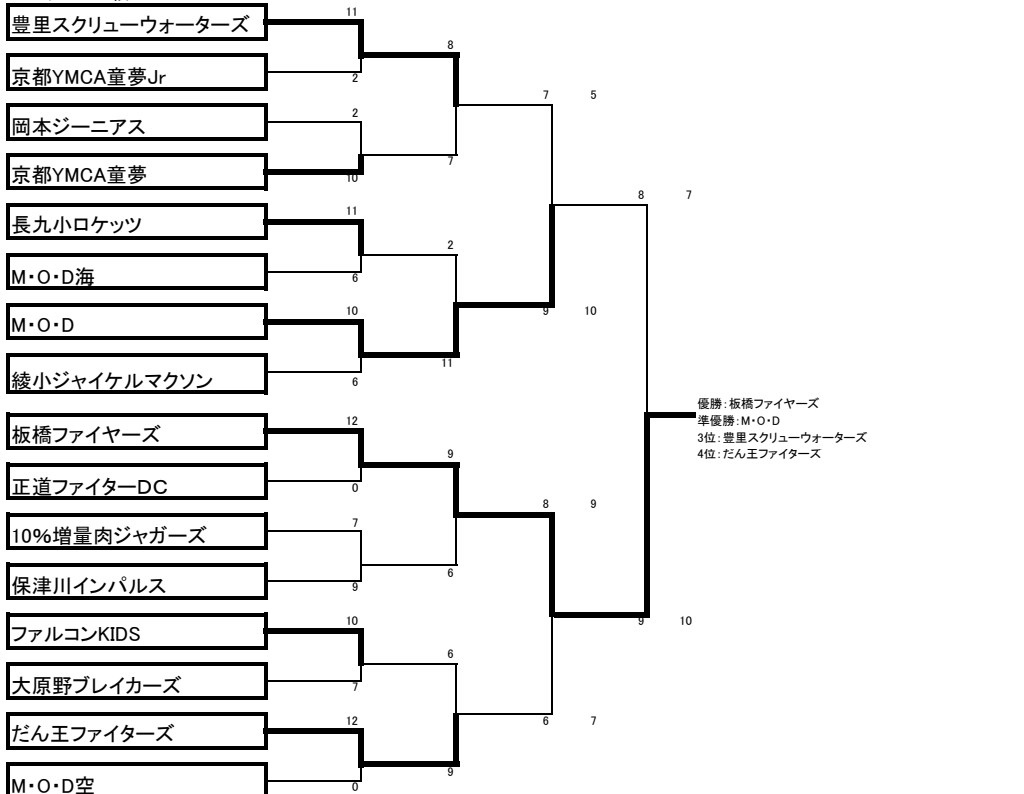 豊里スクリューウォーターズ
京都YMCA童夢Jr
岡本ジーニアス
京都YMCA童夢
長九小ロケッツ
M・O・D海
M・O・D
綾小ジャイケルマクソン
板橋ファイヤーズ
正道ファイターDC
10%増量肉ジャガーズ
保津川インパルス
ファルコンKIDS
大原野ブレイカーズ
だん王ファイターズ
M・O・D空
11
2
2
10
11
6
10
6
12
0
7
9
10
7
12
0
8
7
2
11
9
6
6
9
7 5
9 10
8 9
6 7
8 7
9 10
優勝：板橋ファイヤーズ
準優勝：M・O・D
3位：豊里スクリューウォーターズ
4位：だん王ファイターズ